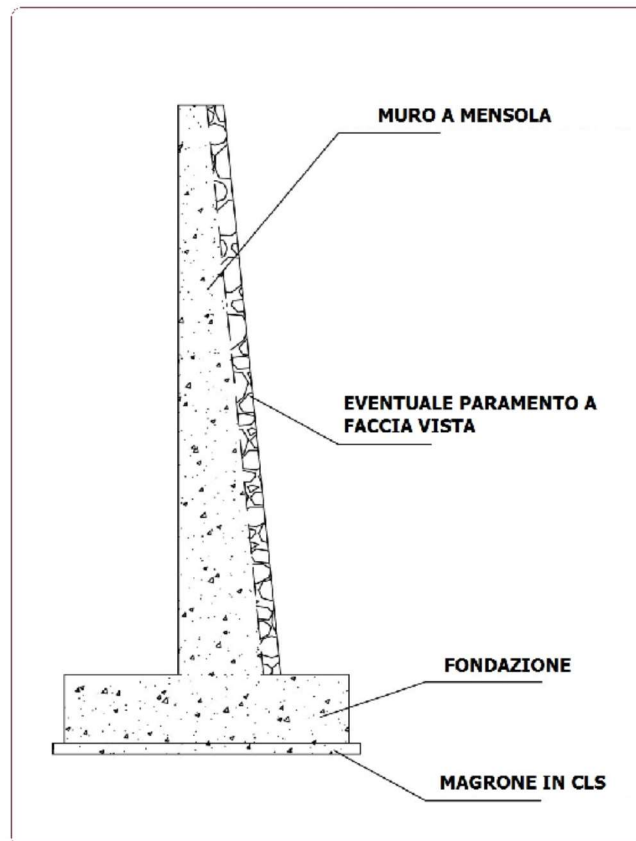 MURO A MENSOLA
EVENTUALE PARAMENTO A
FACCIA VISTA
FONDAZIONE
MAGRONE IN CLS